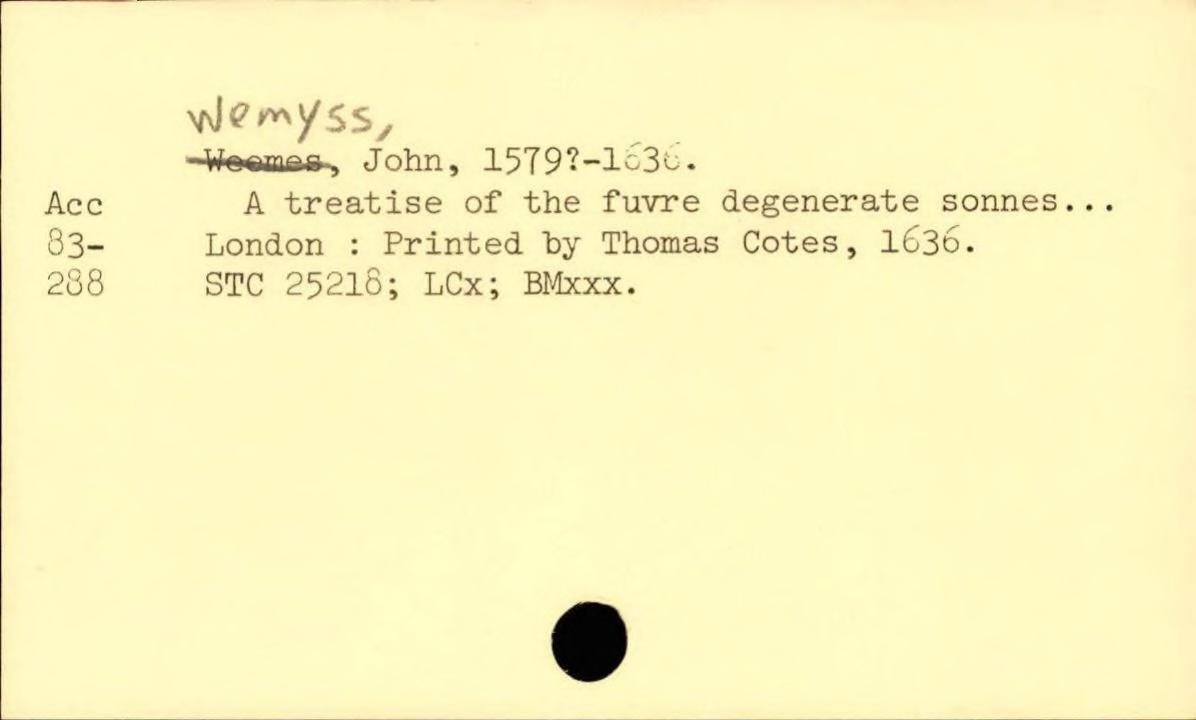 Wemyss,
Weemes, John, 1579?-1636.
Acc A treatise of the fuvre degenerate sonnes...
83- London : Printed by Thomas Cotes, 1636.
288 STC 25218; LCx; BMxxx.